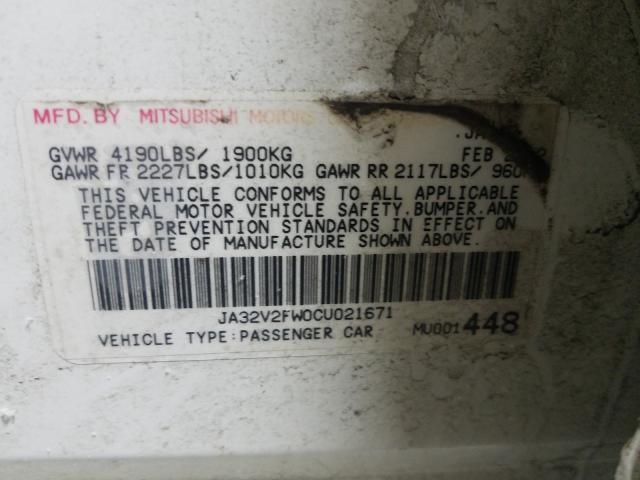 MFD. BY MITSUBISHI MOTORS
GVWR 4190LBS/ 1900KG FEB
GAWR FR 2227LBS/1010KG GAWR RR 2117LBS/ 960
THIS VEHICLE CONFORMS TO ALL APPLICABLE
FEDERAL MOTOR VEHICLE SAFETY,BUMPER,AND
THEFT PREVENTION STANDARDS IN EFFECT ON
THE DATE OF MANUFACTURE SHOWN ABOVE.
JA32V2FW0CU021671
VEHICLE TYPE:PASSENGER CAR MU001448